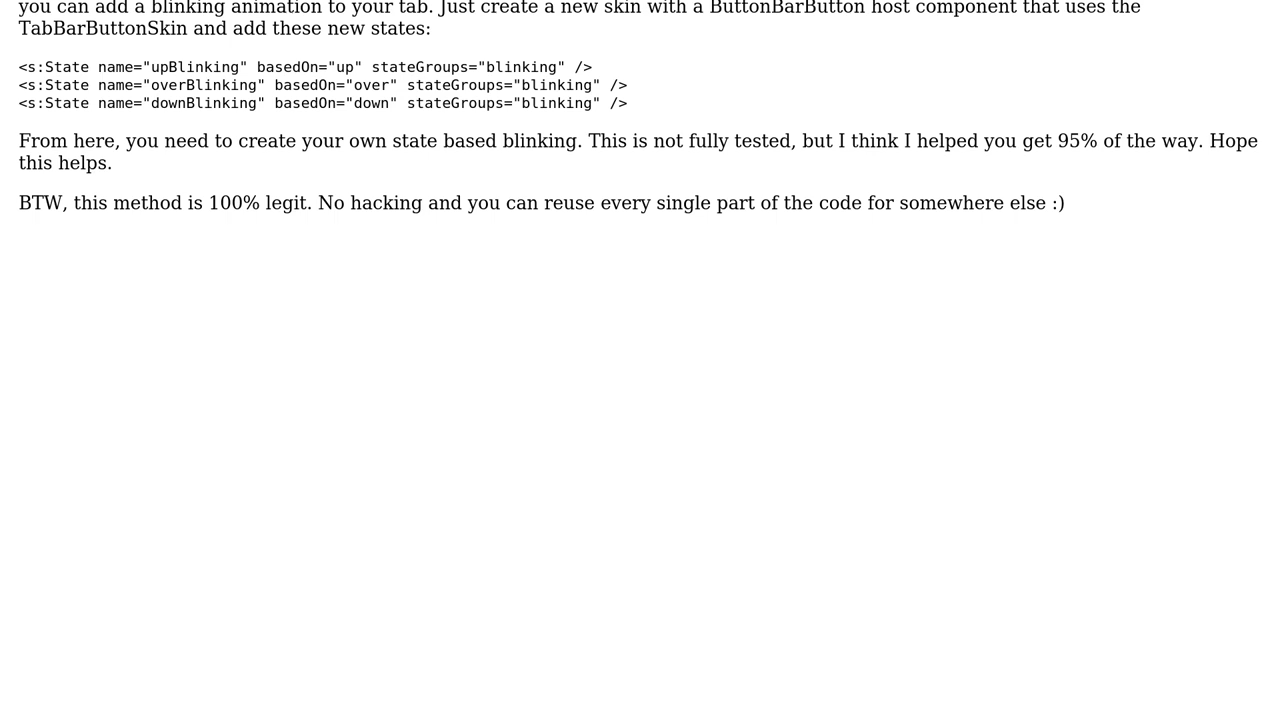 you can add a blinking animation to your tab. Just create a new skin with a ButtonBarButton host component that uses the
TabBarButtonSkin and add these new states:
<s:State name="upBlinking" basedOn="up" stateGroups="blinking" />
<s:State name="overBlinking" basedOn="over" stateGroups="blinking" />
<s:State name="downBlinking" basedOn="down" stateGroups="blinking" />
From here, you need to create your own state based blinking. This is not fully tested, but I think I helped you get 95% of the way. Hope
this helps.
BTW, this method is 100% legit. No hacking and you can reuse every single part of the code for somewhere else :)